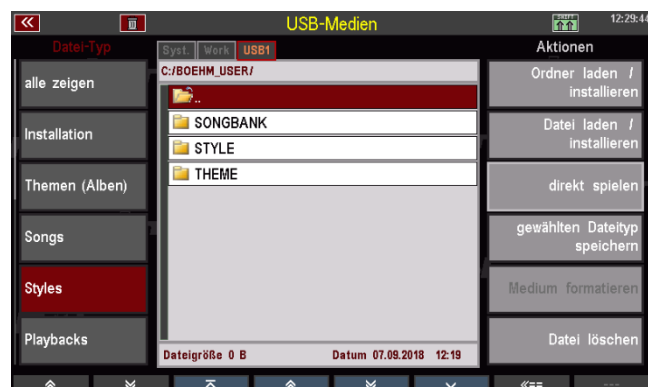 USB-Medien
12:29:44
Datei-Typ
Syst. Work USB1
Aktionen
C:/BOEHM_USER/
..
SONGBANK
STYLE
THEME
alle zeigen
Installation
Themen (Alben)
Songs
Styles
Playbacks
Ordner laden /
installieren
Datei laden /
installieren
direkt spielen
gewählten Dateityp
speichern
Medium formatieren
Datei löschen
Dateigröße 0 B Datum 07.09.2018 12:19